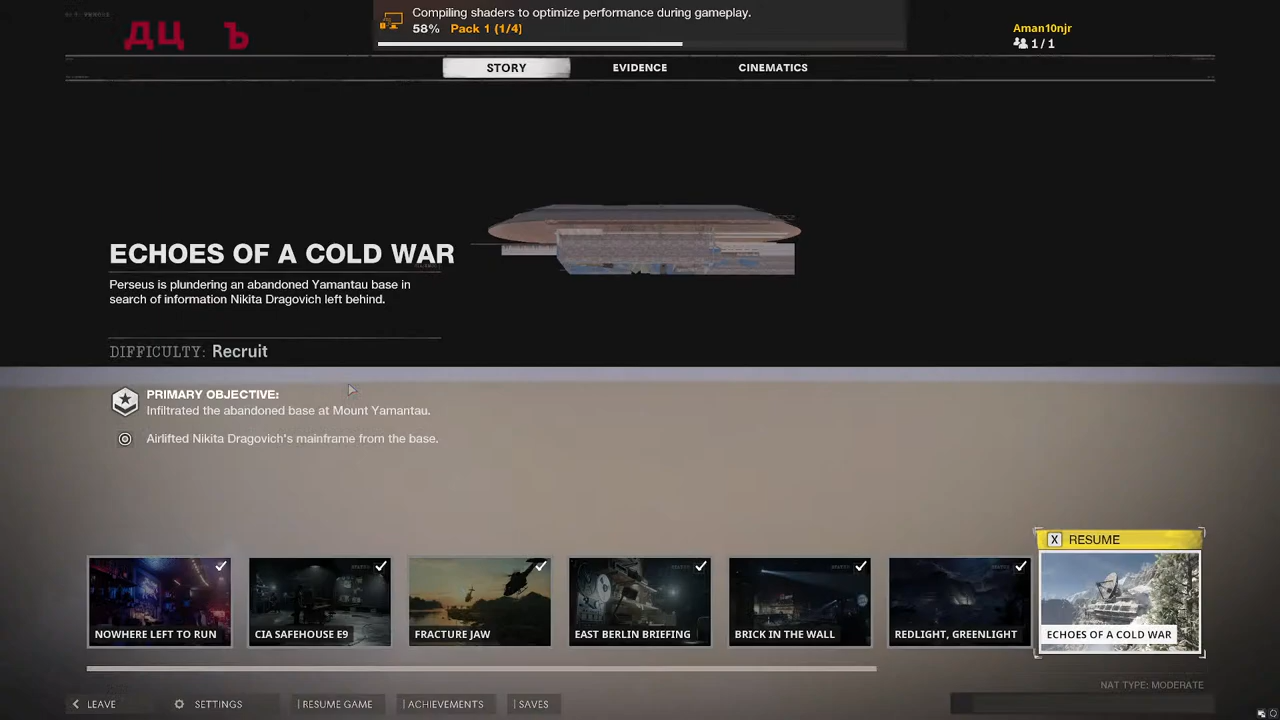 ДЦ Ъ
Compiling shaders to optimize performance during gameplay.
58% Pack 1 (1/4)
Aman10njr
1 / 1
STORY
EVIDENCE
CINEMATICS
ECHOES OF A COLD WAR
Perseus is plundering an abandoned Yamantau base in
search of information Nikita Dragovich left behind.
DIFFICULTY: Recruit
PRIMARY OBJECTIVE:
Infiltrated the abandoned base at Mount Yamantau.
Airlifted Nikita Dragovich's mainframe from the base.
X RESUME
NOWHERE LEFT TO RUN
CIA SAFEHOUSE E9
FRACTURE JAW
EAST BERLIN BRIEFING
BRICK IN THE WALL
REDLIGHT, GREENLIGHT
ECHOES OF A COLD WAR
NAT TYPE: MODERATE
LEAVE
SETTINGS
RESUME GAME
ACHIEVEMENTS
SAVES